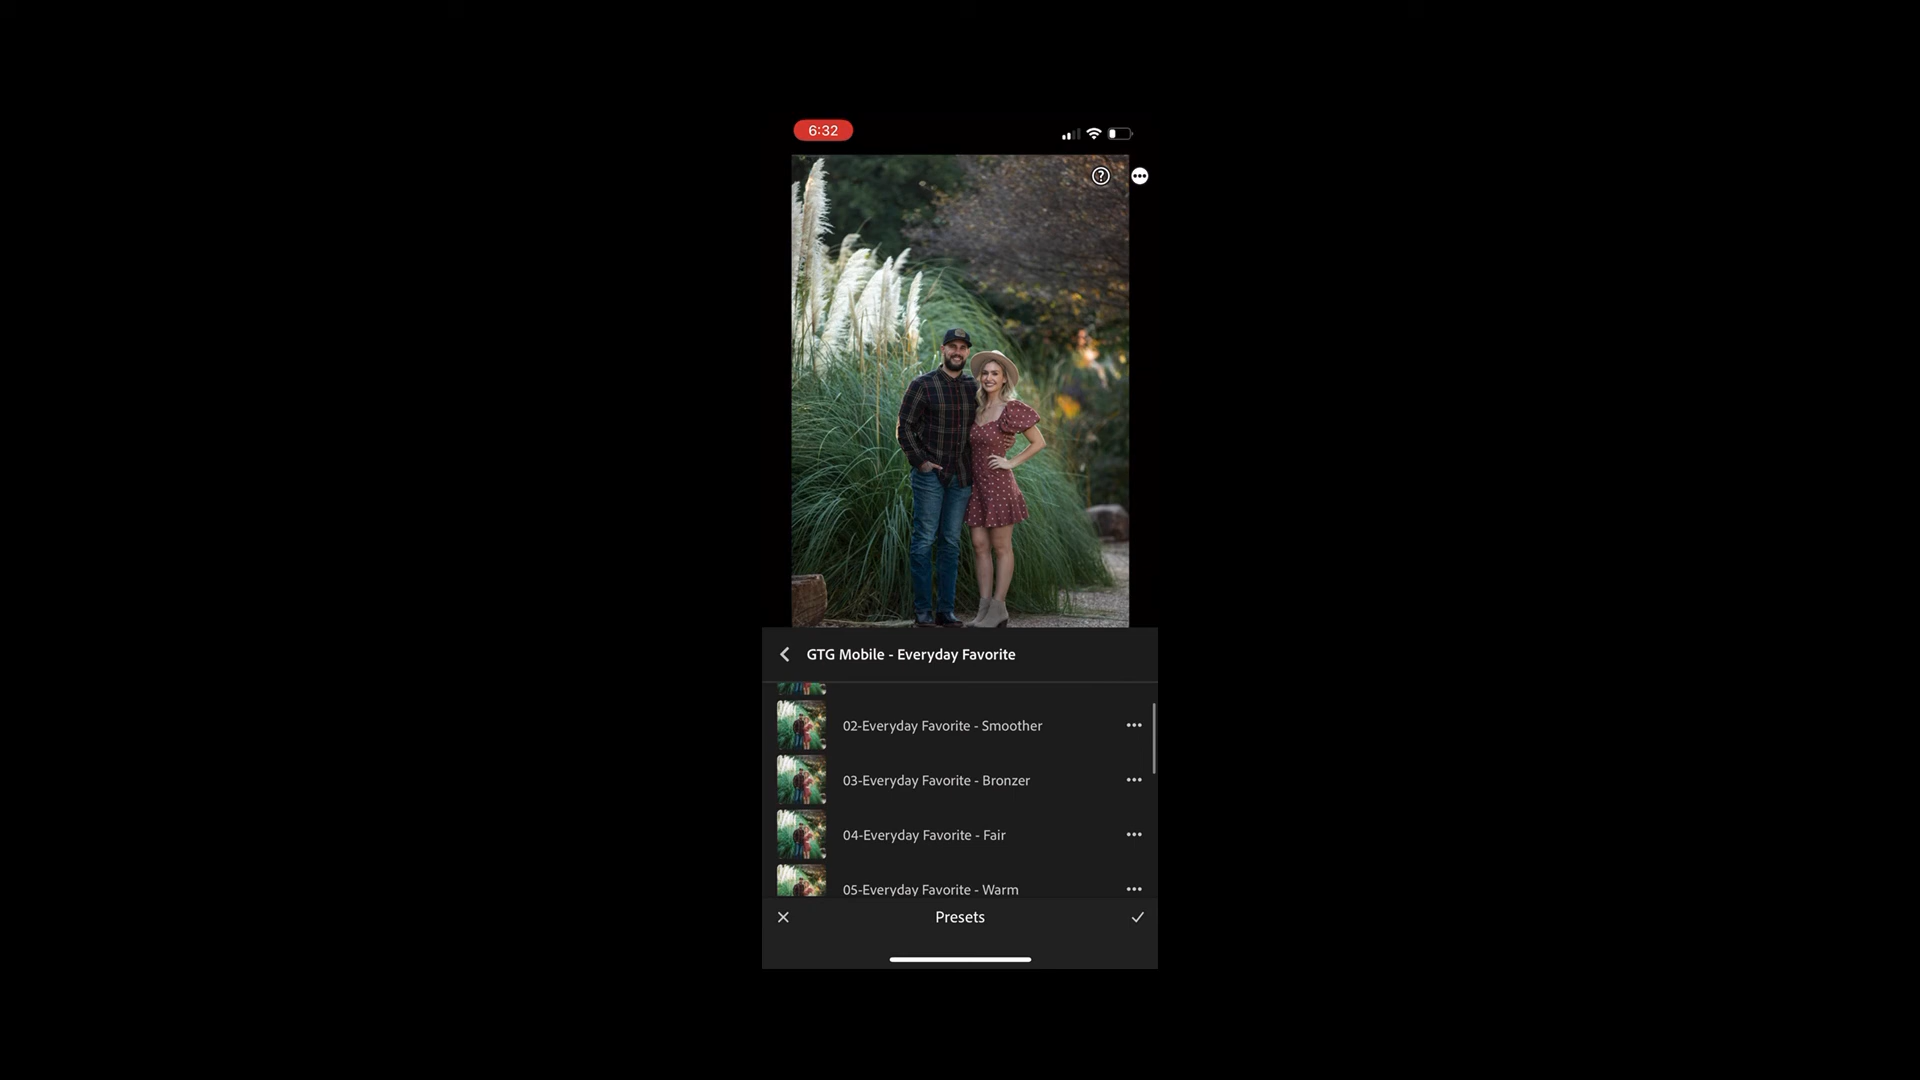 6:32
GTG Mobile - Everyday Favorite
02-Everyday Favorite - Smoother
03-Everyday Favorite - Bronzer
04-Everyday Favorite - Fair
05-Everyday Favorite - Warm
Presets